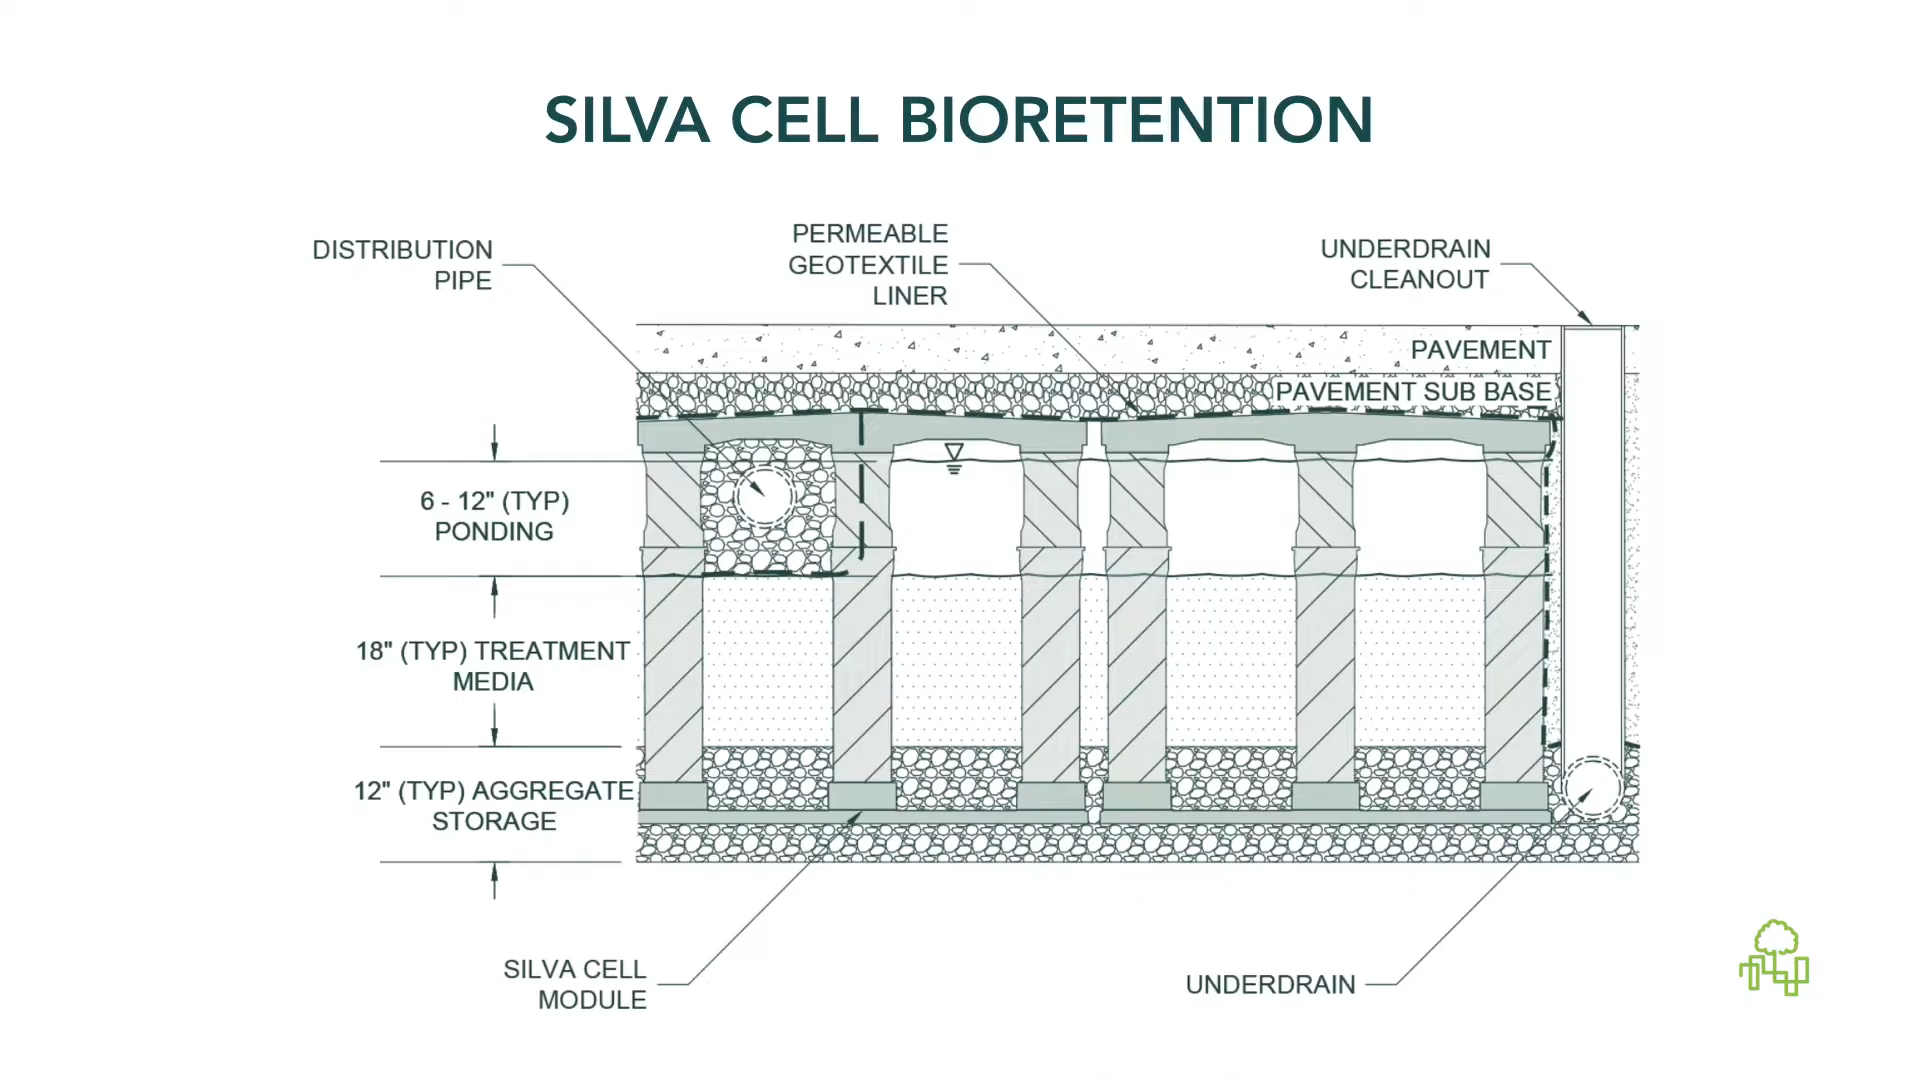 SILVA CELL BIORETENTION
DISTRIBUTION
PIPE
PERMEABLE
GEOTEXTILE
LINER
UNDERDRAIN
CLEANOUT
PAVEMENT
PAVEMENT SUB BASE
6 - 12" (TYP)
PONDING
18" (TYP) TREATMENT
MEDIA
12" (TYP) AGGREGATE
STORAGE
SILVA CELL
MODULE
UNDERDRAIN